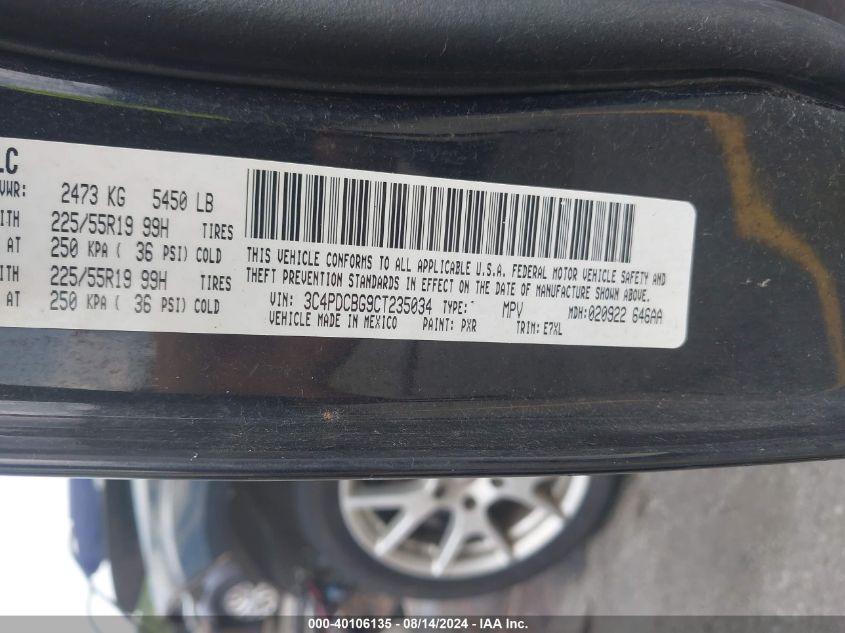 LC
VWR: 2473 KG 5450 LB
ITH 225/55R19 99H TIRES
AT 250 KPA ( 36 PSI) COLD
ITH 225/55R19 99H TIRES
AT 250 KPA ( 36 PSI) COLD
THIS VEHICLE CONFORMS TO ALL APPLICABLE U.S.A. FEDERAL MOTOR VEHICLE SAFETY AND
THEFT PREVENTION STANDARDS IN EFFECT ON THE DATE OF MANUFACTURE SHOWN ABOVE.
VIN: 3C4PDCBG9CT235034 TYPE: MPV MDH:020922 646AA
VEHICLE MADE IN MEXICO PAINT: PXR TRIM: E7XL
000-40106135 - 08/14/2024 - IAA Inc.